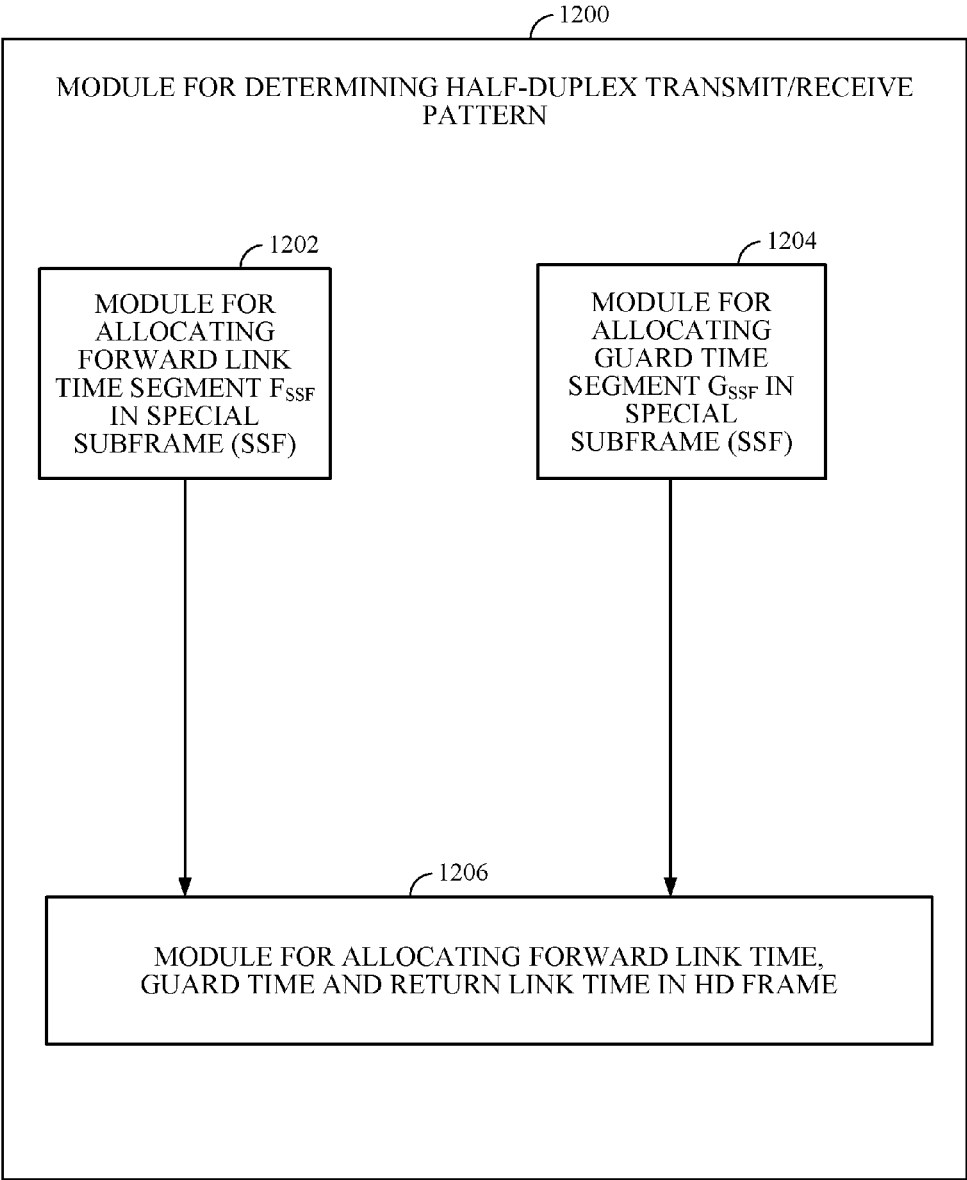 1200
MODULE FOR DETERMINING HALF-DUPLEX TRANSMIT/RECEIVE
PATTERN
1202
MODULE FOR
ALLOCATING
FORWARD LINK
TIME SEGMENT F_SSF
IN SPECIAL
SUBFRAME (SSF)
1204
MODULE FOR
ALLOCATING
GUARD TIME
SEGMENT G_SSF IN
SPECIAL
SUBFRAME (SSF)
1206
MODULE FOR ALLOCATING FORWARD LINK TIME,
GUARD TIME AND RETURN LINK TIME IN HD FRAME